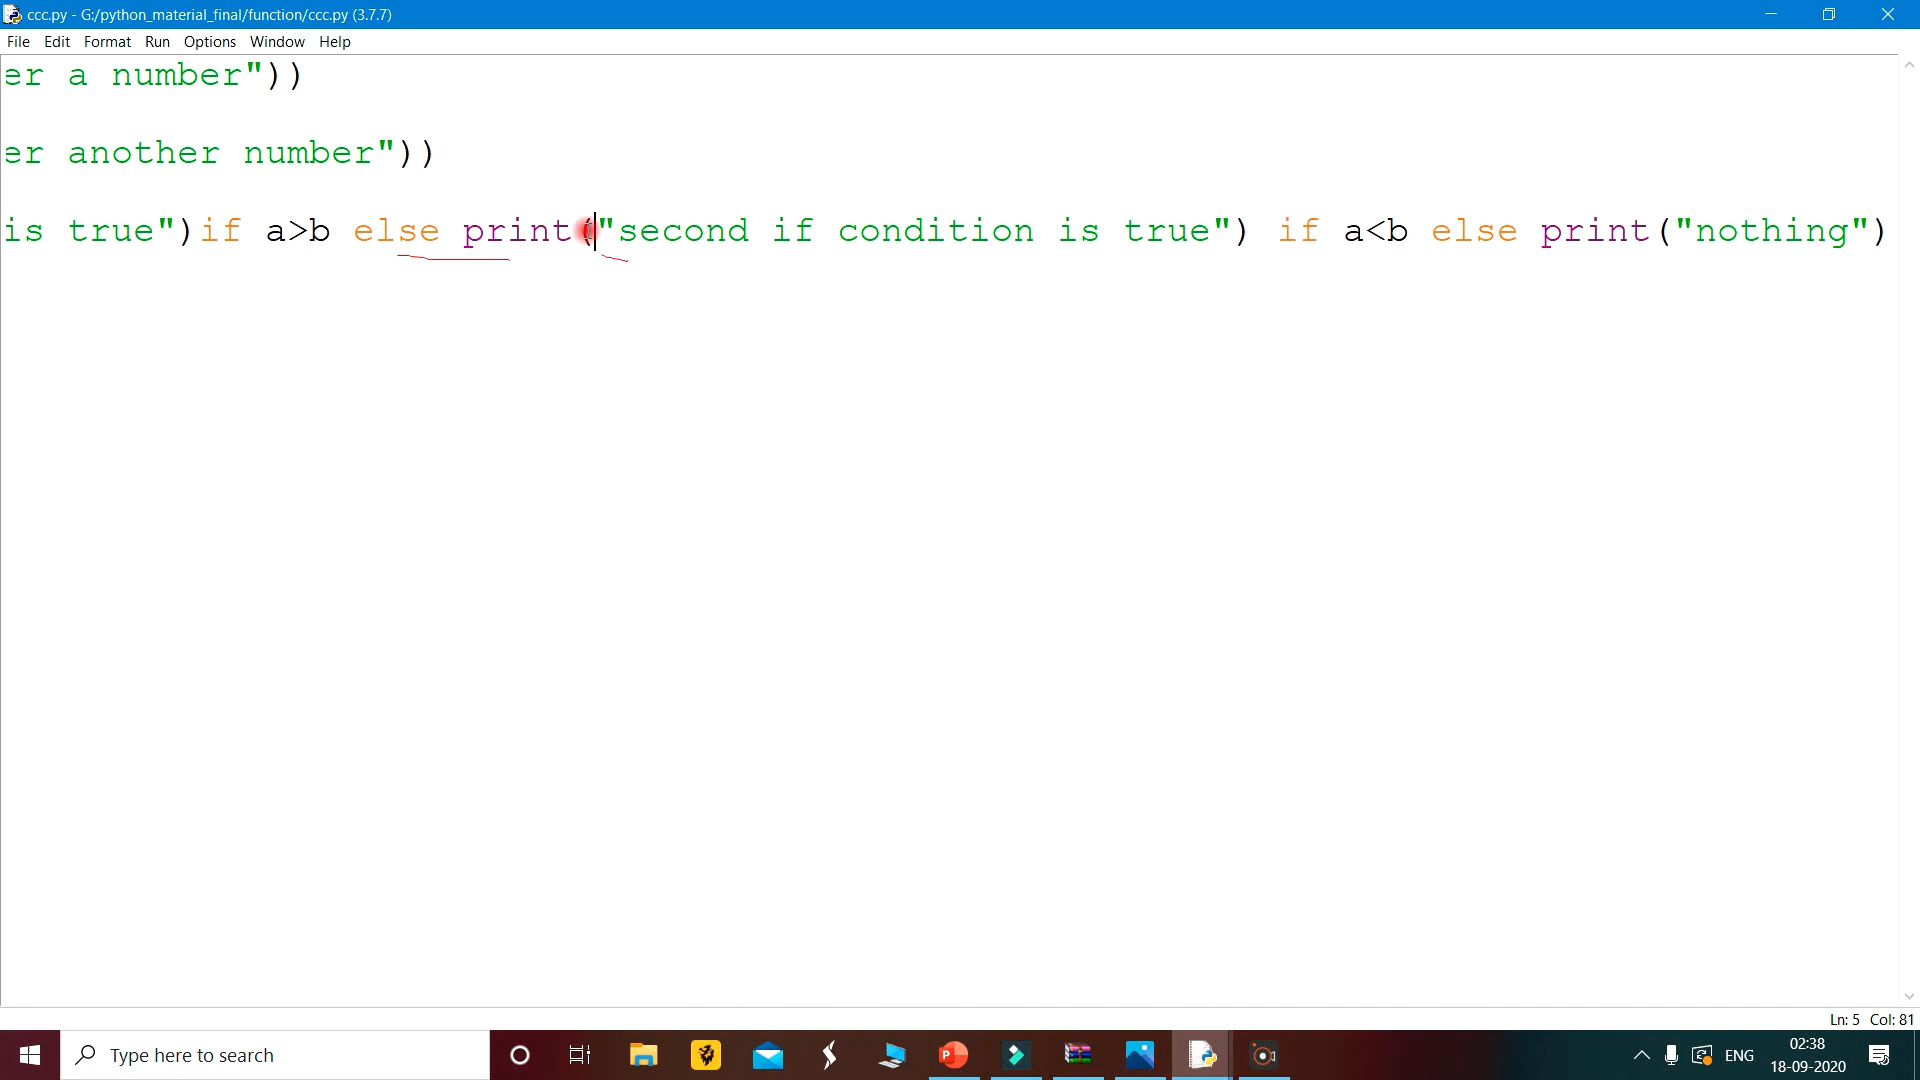 ccc.py - G:/python_material_final/function/ccc.py (3.7.7)
File Edit Format Run Options Window Help
er a number"))
er another number"))
is true")if a>b else print("second if condition is true") if a<b else print("nothing")
Ln: 5 Col: 81
Type here to search
ENG
02:38
18-09-2020